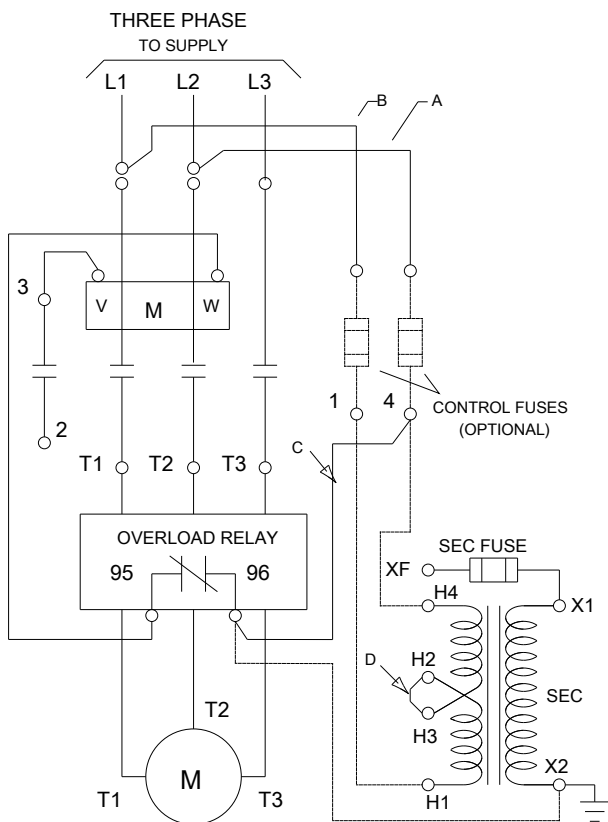 THREE PHASE
TO SUPPLY
L1 L2 L3
B A
3
V M W
2
1 4
CONTROL FUSES
(OPTIONAL)
T1 T2 T3
C
OVERLOAD RELAY
95 96
SEC FUSE
XF
H4 X1
D H2
SEC
H3
T2
M
X2
T1 T3 H1